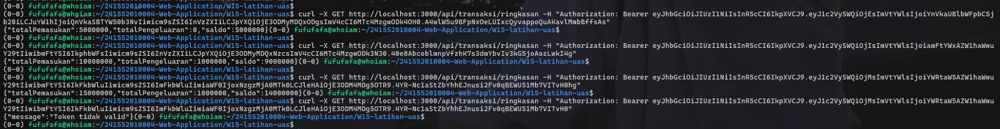 (0-0) fufufafa@whoiam:~/241552010004-Web-Application/W15-latihan-uas$
(0-0) fufufafa@whoiam:~/241552010004-Web-Application/W15-latihan-uas$ curl -X GET http://localhost:3000/api/transaksi/ringkasan -H "Authorization: Bearer eyJhbGciOiJIUzI1NiIsInR5cCI6IkpXVCJ9.eyJ1c2VySWQiOjEsImVtYWlsIjoiYnVkaUBlbWFpbC5j
b20iLCJuYW1hIjoiQnVkaSBTYW50b3NvIiwicm9sZSI6InVzZXIiLCJpYXQiOjE3ODMyMDQxODgsImV4cCI6MTc4MzgwODk4OH0.A4wlW5u9BFpNxOeLUIxcQyvappoQuAKavlMmbBffsAs"
{"totalPemasukan":5000000,"totalPengeluaran":0,"saldo":5000000}(0-0) fufufafa@whoiam:~/241552010004-Web-Application/W15-latihan-uas$
(0-0) fufufafa@whoiam:~/241552010004-Web-Application/W15-latihan-uas$
(0-0) fufufafa@whoiam:~/241552010004-Web-Application/W15-latihan-uas$ curl -X GET http://localhost:3000/api/transaksi/ringkasan -H "Authorization: Bearer eyJhbGciOiJIUzI1NiIsInR5cCI6IkpXVCJ9.eyJ1c2VySWQiOjIsImVtYWlsIjoiamFtYWxAZW1haWwu
Y29tIiwibmFtYSI6IkphbWFsIiwicm9sZSI6InVzZXIiLCJpYXQiOjE3ODMyMDQxNzcsImV4cCI6MTc4MzgwODk3N30.40e8AbcoblmnpVfzhK7s3dmYbvIv3kG5joAozLwkI4g"
{"totalPemasukan":10000000,"totalPengeluaran":1000000,"saldo":9000000}(0-0) fufufafa@whoiam:~/241552010004-Web-Application/W15-latihan-uas$
(0-0) fufufafa@whoiam:~/241552010004-Web-Application/W15-latihan-uas$
(0-0) fufufafa@whoiam:~/241552010004-Web-Application/W15-latihan-uas$ curl -X GET http://localhost:3000/api/transaksi/ringkasan -H "Authorization: Bearer eyJhbGciOiJIUzI1NiIsInR5cCI6IkpXVCJ9.eyJ1c2VySWQiOjMsImVtYWlsIjoiYWRtaW5AZW1haWwu
Y29tIiwibmFtYSI6IkFkbWluIiwicm9sZSI6ImFkbWluIiwiaWF0IjoxNzgzMjA0MTk0LCJleHAiOjE3ODM4MDg5OTR9.4YR-Nc1aStZbYhhEJnusi2Fv0qBEWU51Mb7VITvH0hg"
{"totalPemasukan":15000000,"totalPengeluaran":1000000,"saldo":14000000}(0-0) fufufafa@whoiam:~/241552010004-Web-Application/W15-latihan-uas$
(0-0) fufufafa@whoiam:~/241552010004-Web-Application/W15-latihan-uas$ curl -X GET http://localhost:3000/api/transaksi/ringkasan -H "Authorization: Bearer eyJhbGciOiJIUzI1NiIsInR5cCI6IkpXVCJ9.eyJ1c2VySWQiOjMsImVtYWlsIjoiYWRtaW5AZW1haWwu
Y29tIiwibmFtYSI6IkFkbWluIiwicm9sZSI6ImFkbWluIiwiaWF0IjoxNzgzMjA0MTk0LCJleHAiOjE3ODM4MDg5OTR9.4YR-Nc1aStZbYhhEJnusi2Fv0qBEWU51Mb7VITvH0"
{"message":"Token tidak valid"}(0-0) fufufafa@whoiam:~/241552010004-Web-Application/W15-latihan-uas$
(0-0) fufufafa@whoiam:~/241552010004-Web-Application/W15-latihan-uas$